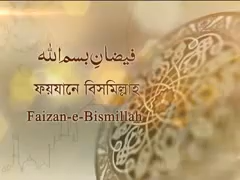 فیضانِ بسم اللہ
ফয়যানে বিসমিল্লাহ
Faizan-e-Bismillah